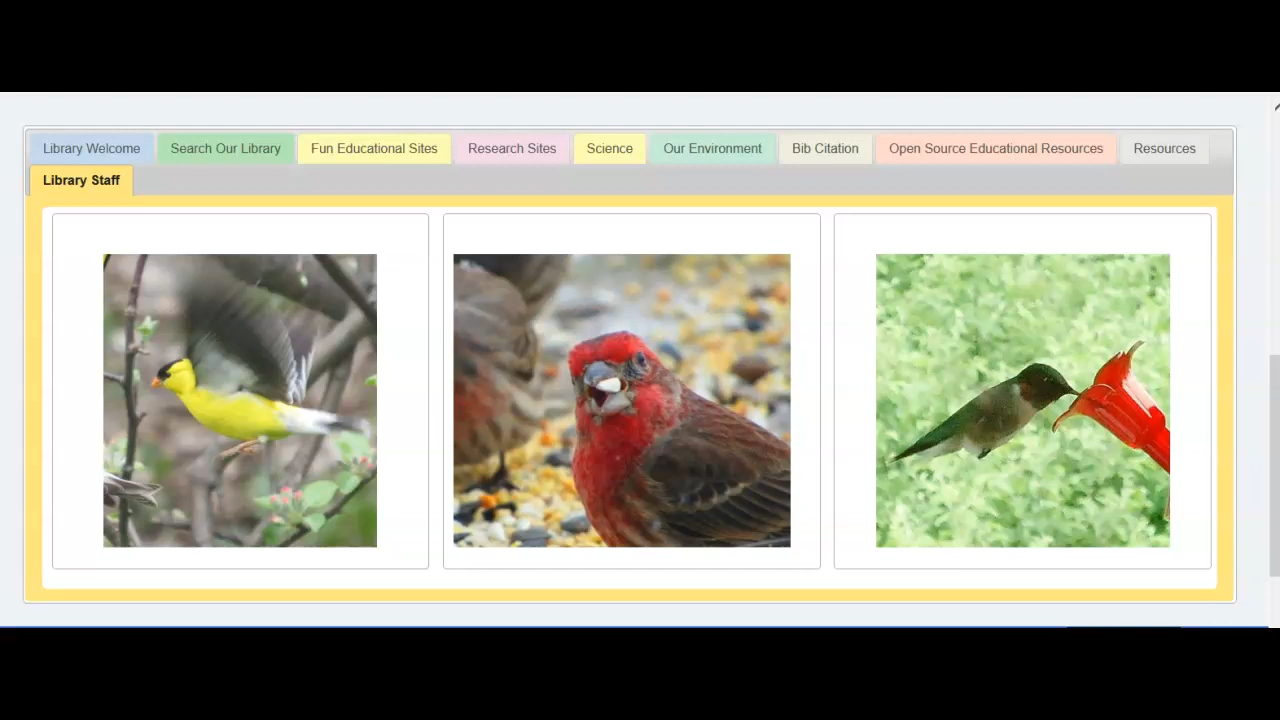 Library Welcome Search Our Library Fun Educational Sites Research Sites Science Our Environment Bib Citation Open Source Educational Resources Resources
Library Staff